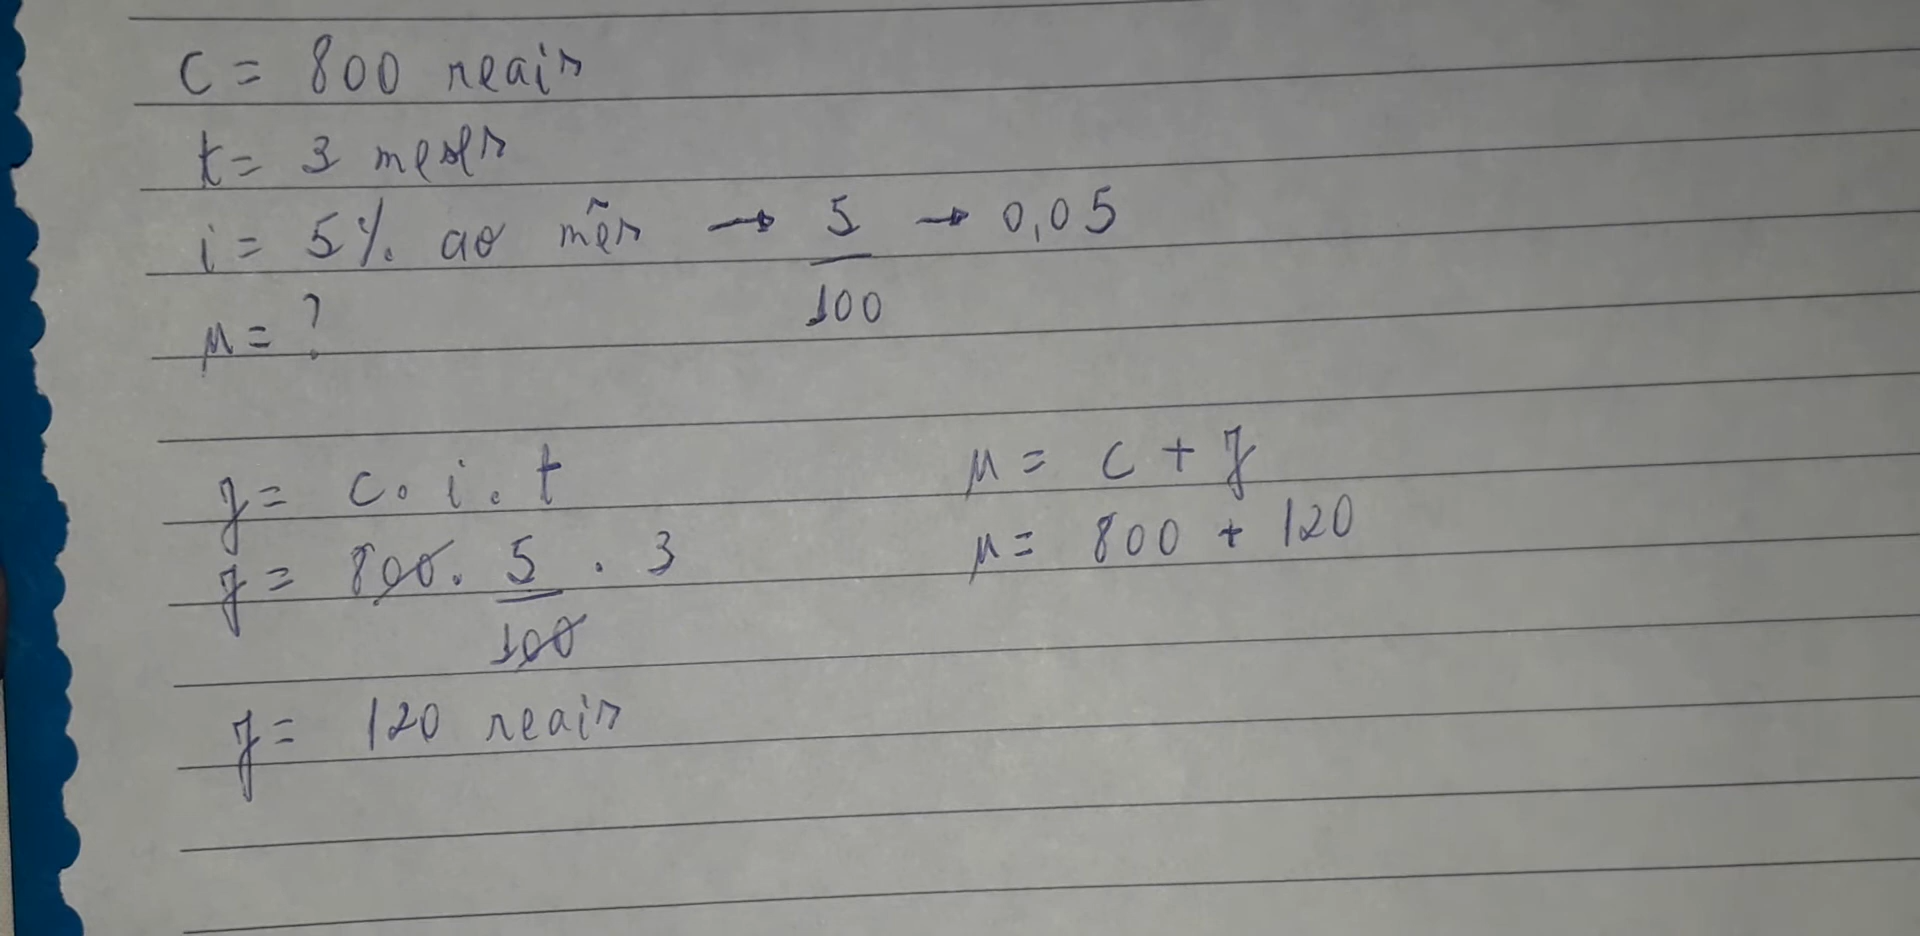 C = 800 reais
t = 3 meses
i = 5% ao mês → 5/100 → 0,05
M = ?
J = C . i . t
J = 800 . 5/100 . 3
J = 120 reais
M = C + J
M = 800 + 120